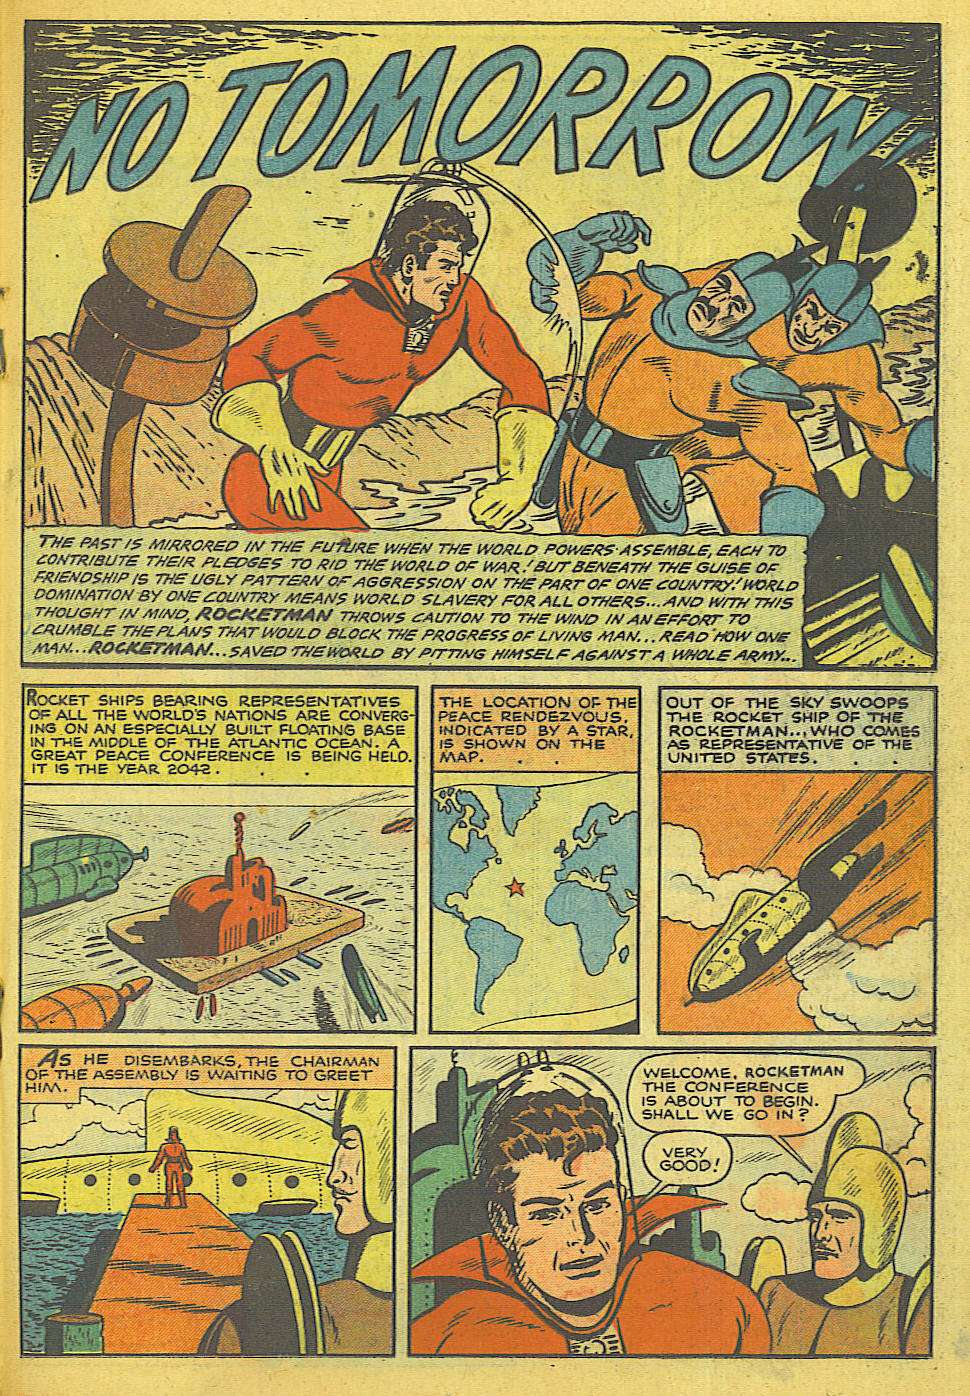 NO TOMORROW!
THE PAST IS MIRRORED IN THE FUTURE WHEN THE WORLD POWERS ASSEMBLE, EACH TO
CONTRIBUTE THEIR PLEDGES TO RID THE WORLD OF WAR! BUT BENEATH THE GUISE OF
FRIENDSHIP IS THE UGLY PATTERN OF AGGRESSION ON THE PART OF ONE COUNTRY! WORLD
DOMINATION BY ONE COUNTRY MEANS WORLD SLAVERY FOR ALL OTHERS... AND WITH THIS
THOUGHT IN MIND, ROCKETMAN THROWS CAUTION TO THE WIND IN AN EFFORT TO
CRUMBLE THE PLANS THAT WOULD BLOCK THE PROGRESS OF LIVING MAN... READ HOW ONE
MAN... ROCKETMAN... SAVED THE WORLD BY PITTING HIMSELF AGAINST A WHOLE ARMY...
ROCKET SHIPS BEARING REPRESENTATIVES
OF ALL THE WORLD'S NATIONS ARE CONVERG-
ING ON AN ESPECIALLY BUILT FLOATING BASE
IN THE MIDDLE OF THE ATLANTIC OCEAN. A
GREAT PEACE CONFERENCE IS BEING HELD.
IT IS THE YEAR 2042. . .
THE LOCATION OF THE
PEACE RENDEZVOUS,
INDICATED BY A STAR,
IS SHOWN ON THE
MAP. . .
OUT OF THE SKY SWOOPS
THE ROCKET SHIP OF THE
ROCKETMAN... WHO COMES
AS REPRESENTATIVE OF THE
UNITED STATES. . .
AS HE DISEMBARKS, THE CHAIRMAN
OF THE ASSEMBLY IS WAITING TO GREET
HIM.
WELCOME, ROCKETMAN
THE CONFERENCE
IS ABOUT TO BEGIN.
SHALL WE GO IN?
VERY
GOOD!